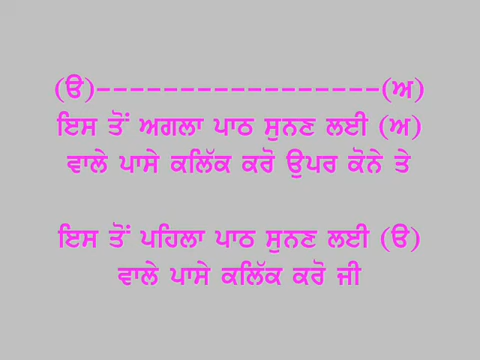 (ੳ)------------------(ਅ)
ਇਸ ਤੋਂ ਅਗਲਾ ਪਾਠ ਸੁਨਣ ਲਈ (ਅ)
ਵਾਲੇ ਪਾਸੇ ਕਲਿੱਕ ਕਰੋ ਉਪਰ ਕੋਨੇ ਤੇ
ਇਸ ਤੋਂ ਪਹਿਲਾ ਪਾਠ ਸੁਨਣ ਲਈ (ੳ)
ਵਾਲੇ ਪਾਸੇ ਕਲਿੱਕ ਕਰੋ ਜੀ